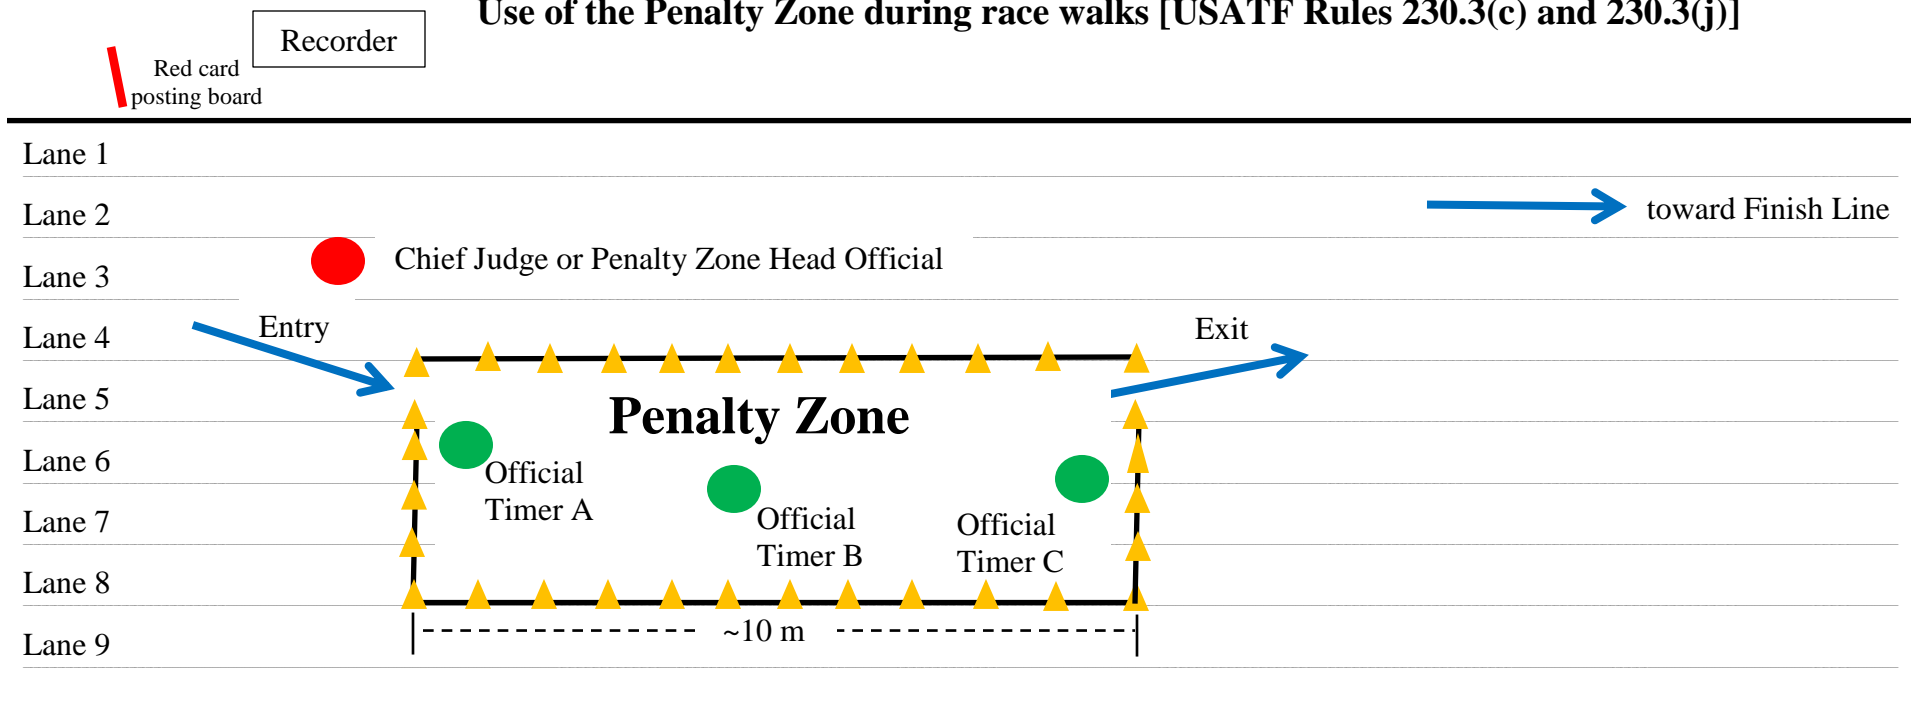 Use of the Penalty Zone during race walks [USATF Rules 230.3(c) and 230.3(j)]
Recorder
Red card
posting board
Lane 1
Lane 2
toward Finish Line
Chief Judge or Penalty Zone Head Official
Lane 3
Entry
Exit
Lane 4
Lane 5
Penalty Zone
Lane 6
Official
Timer A
Official
Timer B
Official
Timer C
Lane 7
Lane 8
~10 m
Lane 9